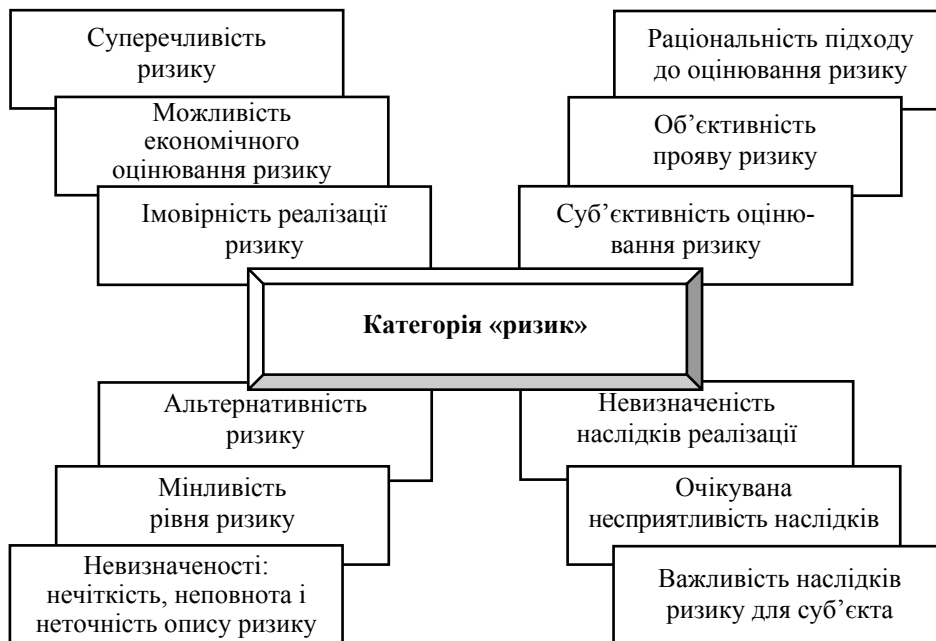 Суперечливість
ризику
Можливість
економічного
оцінювання ризику
Імовірність реалізації
ризику
Раціональність підходу
до оцінювання ризику
Об’єктивність
прояву ризику
Суб’єктивність оціню-
вання ризику
Категорія «ризик»
Альтернативність
ризику
Мінливість
рівня ризику
Невизначеності:
нечіткість, неповнота і
неточність опису ризику
Невизначеність
наслідків реалізації
Очікувана
несприятливість наслідків
Важливість наслідків
ризику для суб’єкта